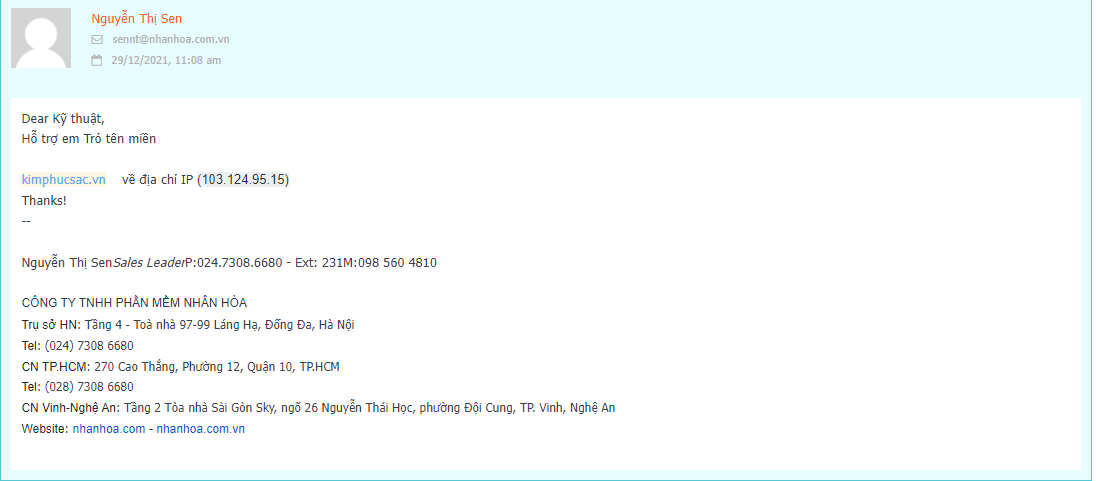 Nguyễn Thị Sen
sennt@nhanhoa.com.vn
29/12/2021, 11:08 am
Dear Kỹ thuật,
Hỗ trợ em Trỏ tên miền
kimphucsac.vn về địa chỉ IP (103.124.95.15)
Thanks!
--
Nguyễn Thị SenSales LeaderP:024.7308.6680 - Ext: 231M:098 560 4810
CÔNG TY TNHH PHẦN MỀM NHÂN HÒA
Trụ sở HN: Tầng 4 - Toà nhà 97-99 Láng Hạ, Đống Đa, Hà Nội
Tel: (024) 7308 6680
CN TP.HCM: 270 Cao Thắng, Phường 12, Quận 10, TP.HCM
Tel: (028) 7308 6680
CN Vinh-Nghệ An: Tầng 2 Tòa nhà Sài Gòn Sky, ngõ 26 Nguyễn Thái Học, phường Đội Cung, TP. Vinh, Nghệ An
Website: nhanhoa.com - nhanhoa.com.vn